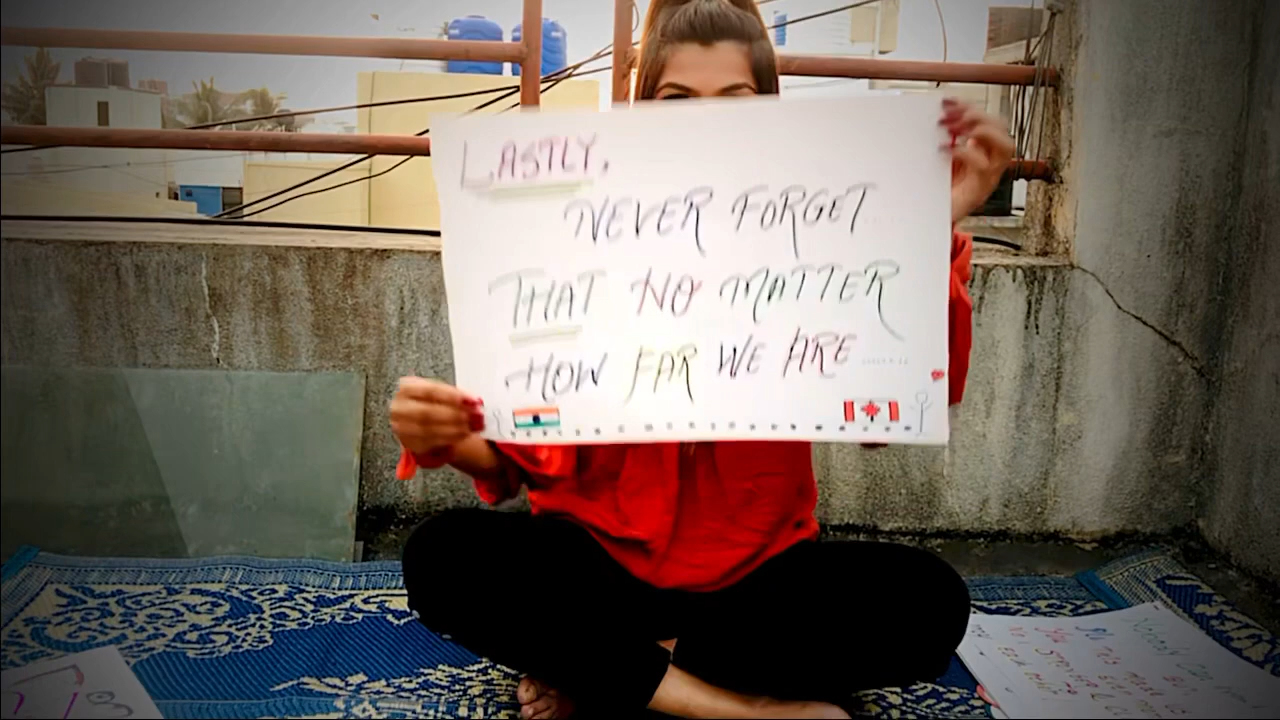 LASTLY,
NEVER FORGET
THAT NO MATTER
HOW FAR WE ARE